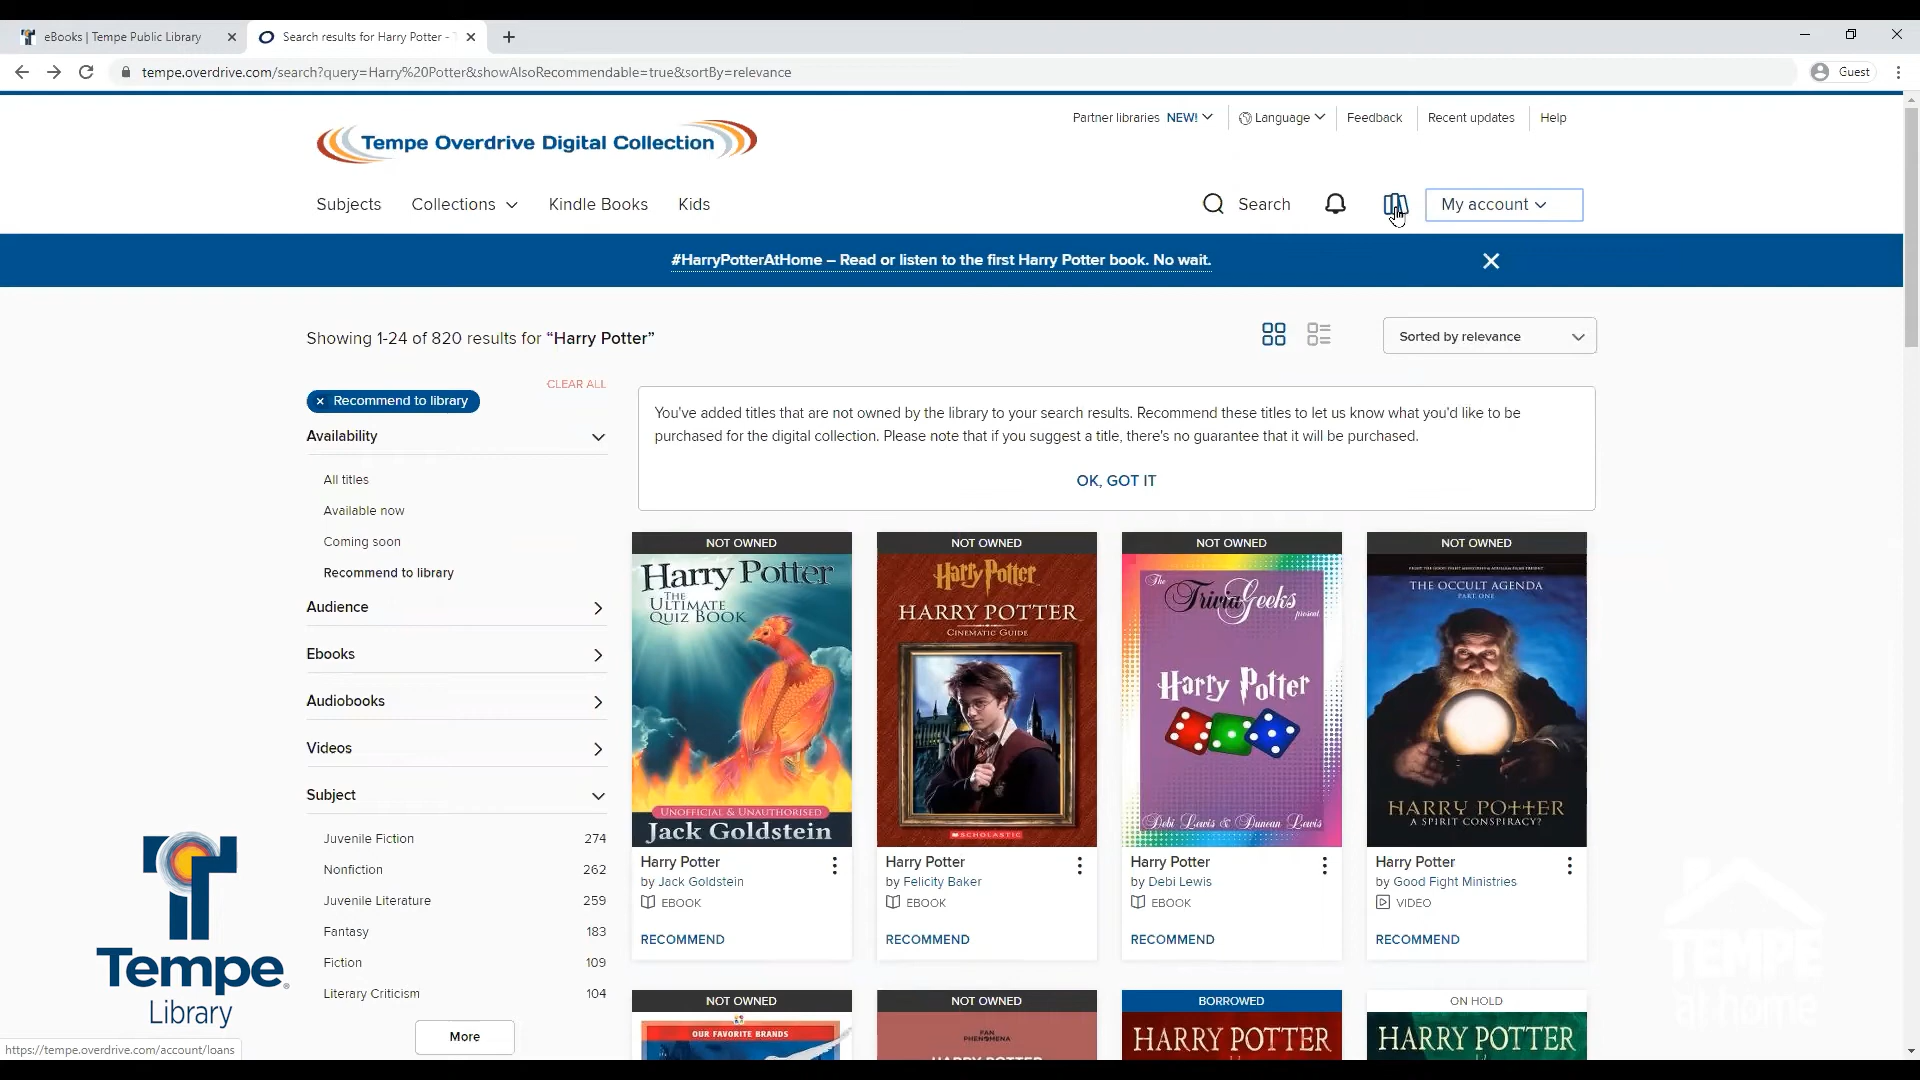 eBooks | Tempe Public Library
Search results for Harry Potter - T
tempe.overdrive.com/search?query=Harry%20Potter&showAlsoRecommendable=true&sortBy=relevance
Guest
Partner libraries NEW!
Language
Feedback
Recent updates
Help
Tempe Overdrive Digital Collection
Subjects
Collections
Kindle Books
Kids
Search
My account
#HarryPotterAtHome – Read or listen to the first Harry Potter book. No wait.
Showing 1-24 of 820 results for “Harry Potter”
Sorted by relevance
CLEAR ALL
× Recommend to library
Availability
All titles
Available now
Coming soon
Recommend to library
Audience
Ebooks
Audiobooks
Videos
Subject
Juvenile Fiction 274
Nonfiction 262
Juvenile Literature 259
Fantasy 183
Fiction 109
Literary Criticism 104
More
You've added titles that are not owned by the library to your search results. Recommend these titles to let us know what you'd like to be
purchased for the digital collection. Please note that if you suggest a title, there's no guarantee that it will be purchased.
OK, GOT IT
NOT OWNED
Harry Potter
THE
ULTIMATE
QUIZ BOOK
UNOFFICIAL & UNAUTHORISED
Jack Goldstein
Harry Potter
by Jack Goldstein
EBOOK
RECOMMEND
NOT OWNED
Harry Potter
HARRY POTTER
CINEMATIC GUIDE
SCHOLASTIC
Harry Potter
by Felicity Baker
EBOOK
RECOMMEND
NOT OWNED
The
Trivia Geeks
present
Harry Potter
Debi Lewis & Duncan Lewis
Harry Potter
by Debi Lewis
EBOOK
RECOMMEND
NOT OWNED
THE OCCULT AGENDA
PART ONE
HARRY POTTER
A SPIRIT CONSPIRACY?
Harry Potter
by Good Fight Ministries
VIDEO
RECOMMEND
NOT OWNED
OUR FAVORITE BRANDS
NOT OWNED
FAN
PHENOMENA
BORROWED
HARRY POTTER
ON HOLD
HARRY POTTER
Tempe
Library
TEMPE
at home
https://tempe.overdrive.com/account/loans